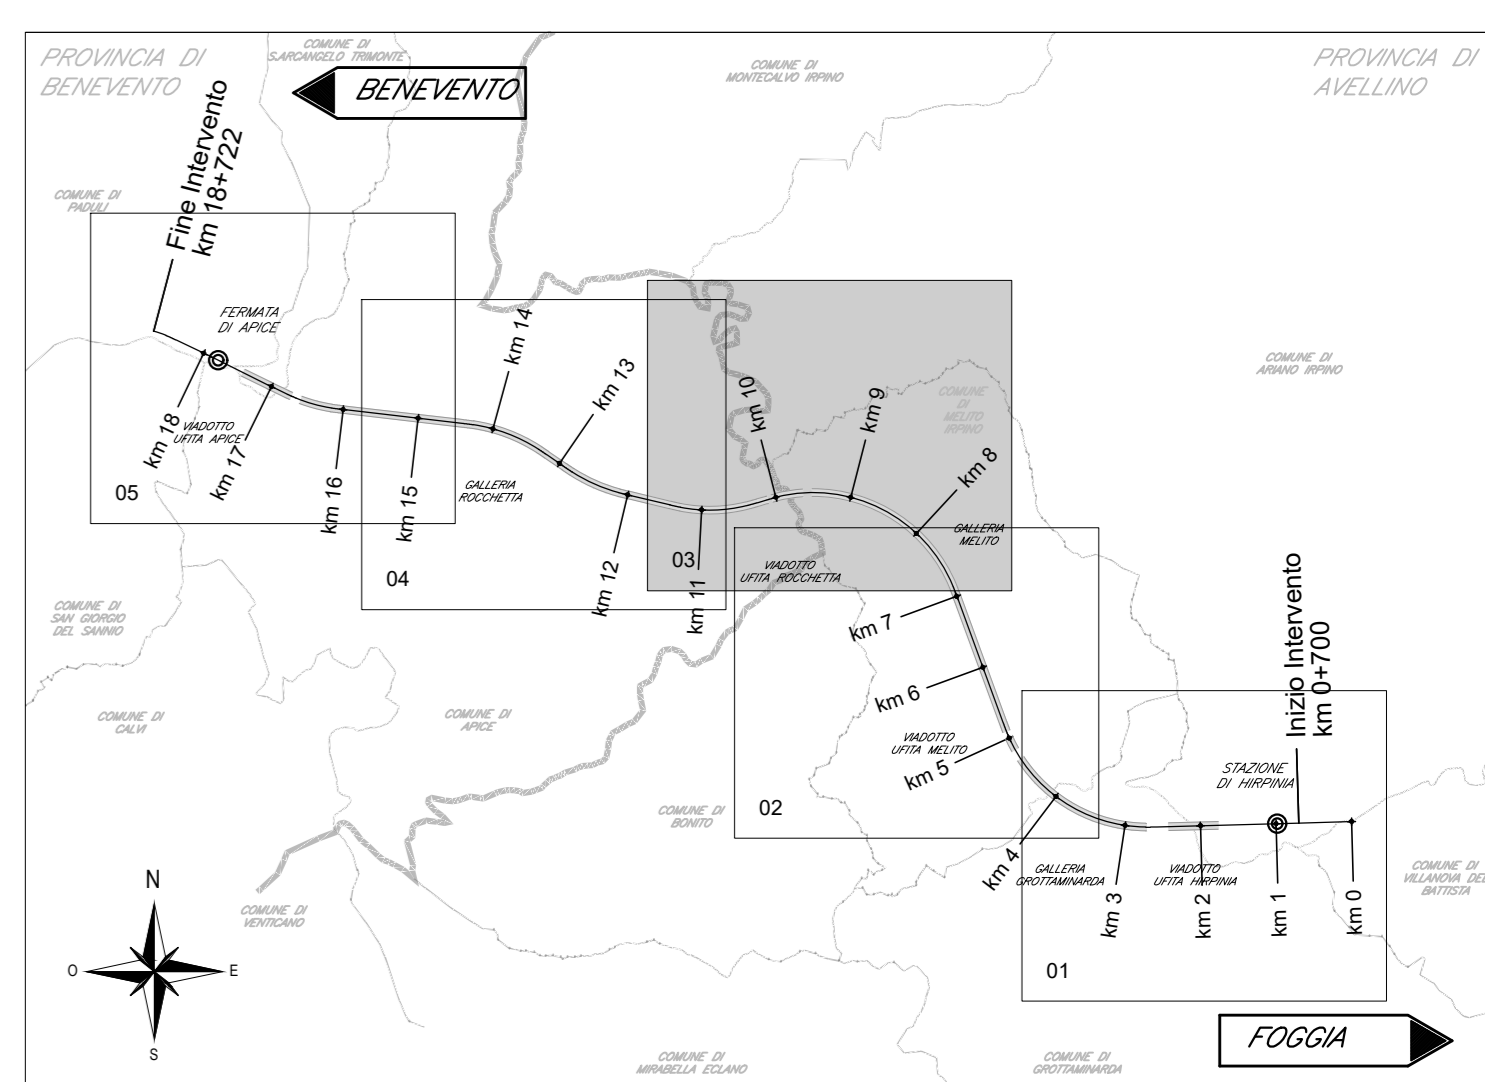 PROVINCIA DI
BENEVENTO
COMUNE DI
S.ARCANGELO TRIMONTE
BENEVENTO
COMUNE DI
MONTECALVO IRPINO
PROVINCIA DI
AVELLINO
Fine Intervento
km 18+722
COMUNE DI
PADULI
FERMATA
DI APICE
km 14
km 13
km 10
km 9
COMUNE
DI
MELITO
IRPINO
COMUNE DI
ARIANO IRPINO
km 18
VIADOTTO
UFITA APICE
km 17
05
km 16
km 15
GALLERIA
ROCCHETTA
km 8
GALLERIA
MELITO
04
km 12
03
km 11
VIADOTTO
UFITA ROCCHETTA
km 7
COMUNE DI
SAN GIORGIO
DEL SANNIO
Inizio Intervento
km 0+700
km 6
COMUNE DI
CALVI
COMUNE DI
APICE
VIADOTTO
UFITA MELITO
km 5
STAZIONE
DI HIRPINIA
COMUNE DI
BONITO
02
km 4
GALLERIA
GROTTAMINARDA
km 3
VIADOTTO
UFITA HIRPINIA
km 2
km 1
km 0
COMUNE DI
VILLANOVA DEL
BATTISTA
COMUNE DI
VENTICANO
N
O
E
S
01
FOGGIA
COMUNE DI
MIRABELLA ECLANO
COMUNE DI
GROTTAMINARDA